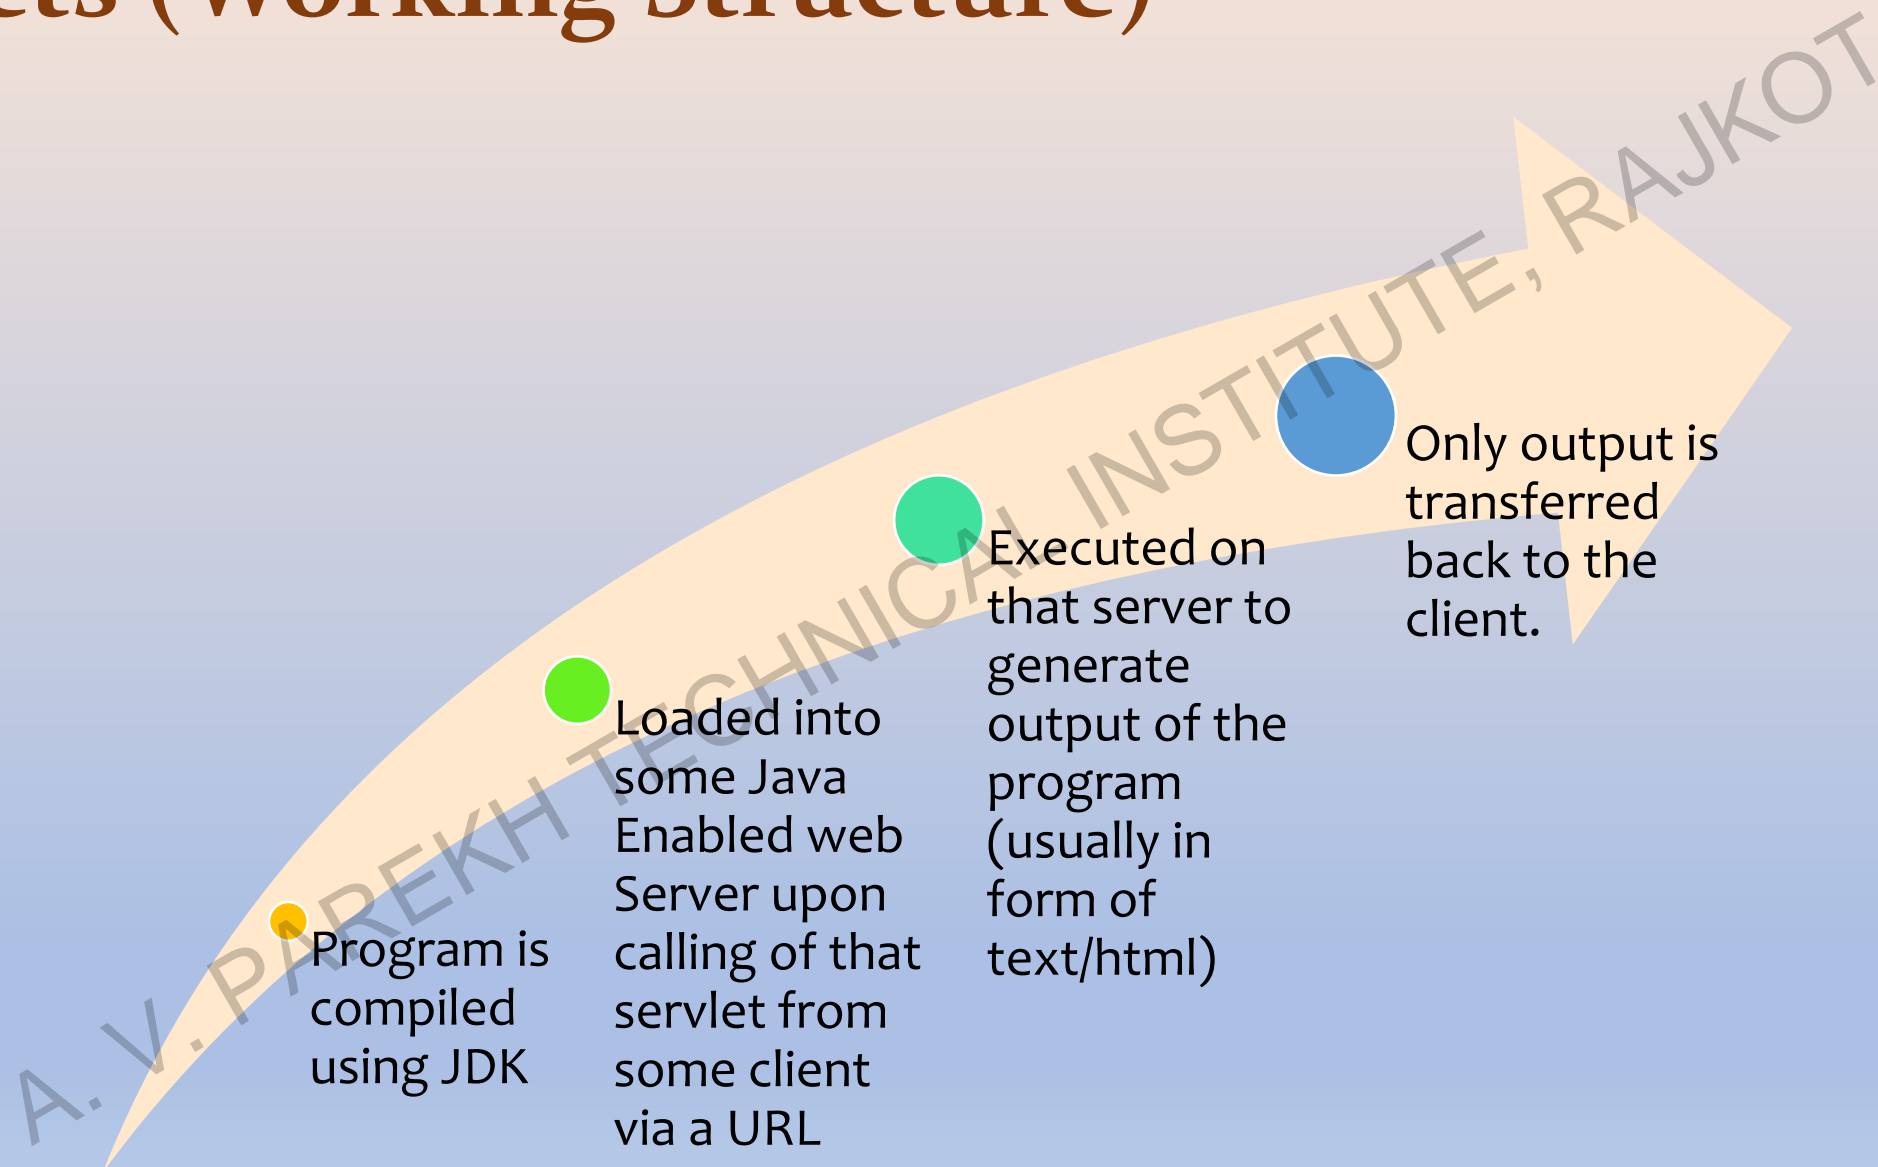 (Working Structure)
Program is
compiled
using JDK
Loaded into
some Java
Enabled web
Server upon
calling of that
servlet from
some client
via a URL
Executed on
that server to
generate
output of the
program
(usually in
form of
text/html)
Only output is
transferred
back to the
client.
A. V. PAREKH TECHNICAL INSTITUTE, RAJKOT